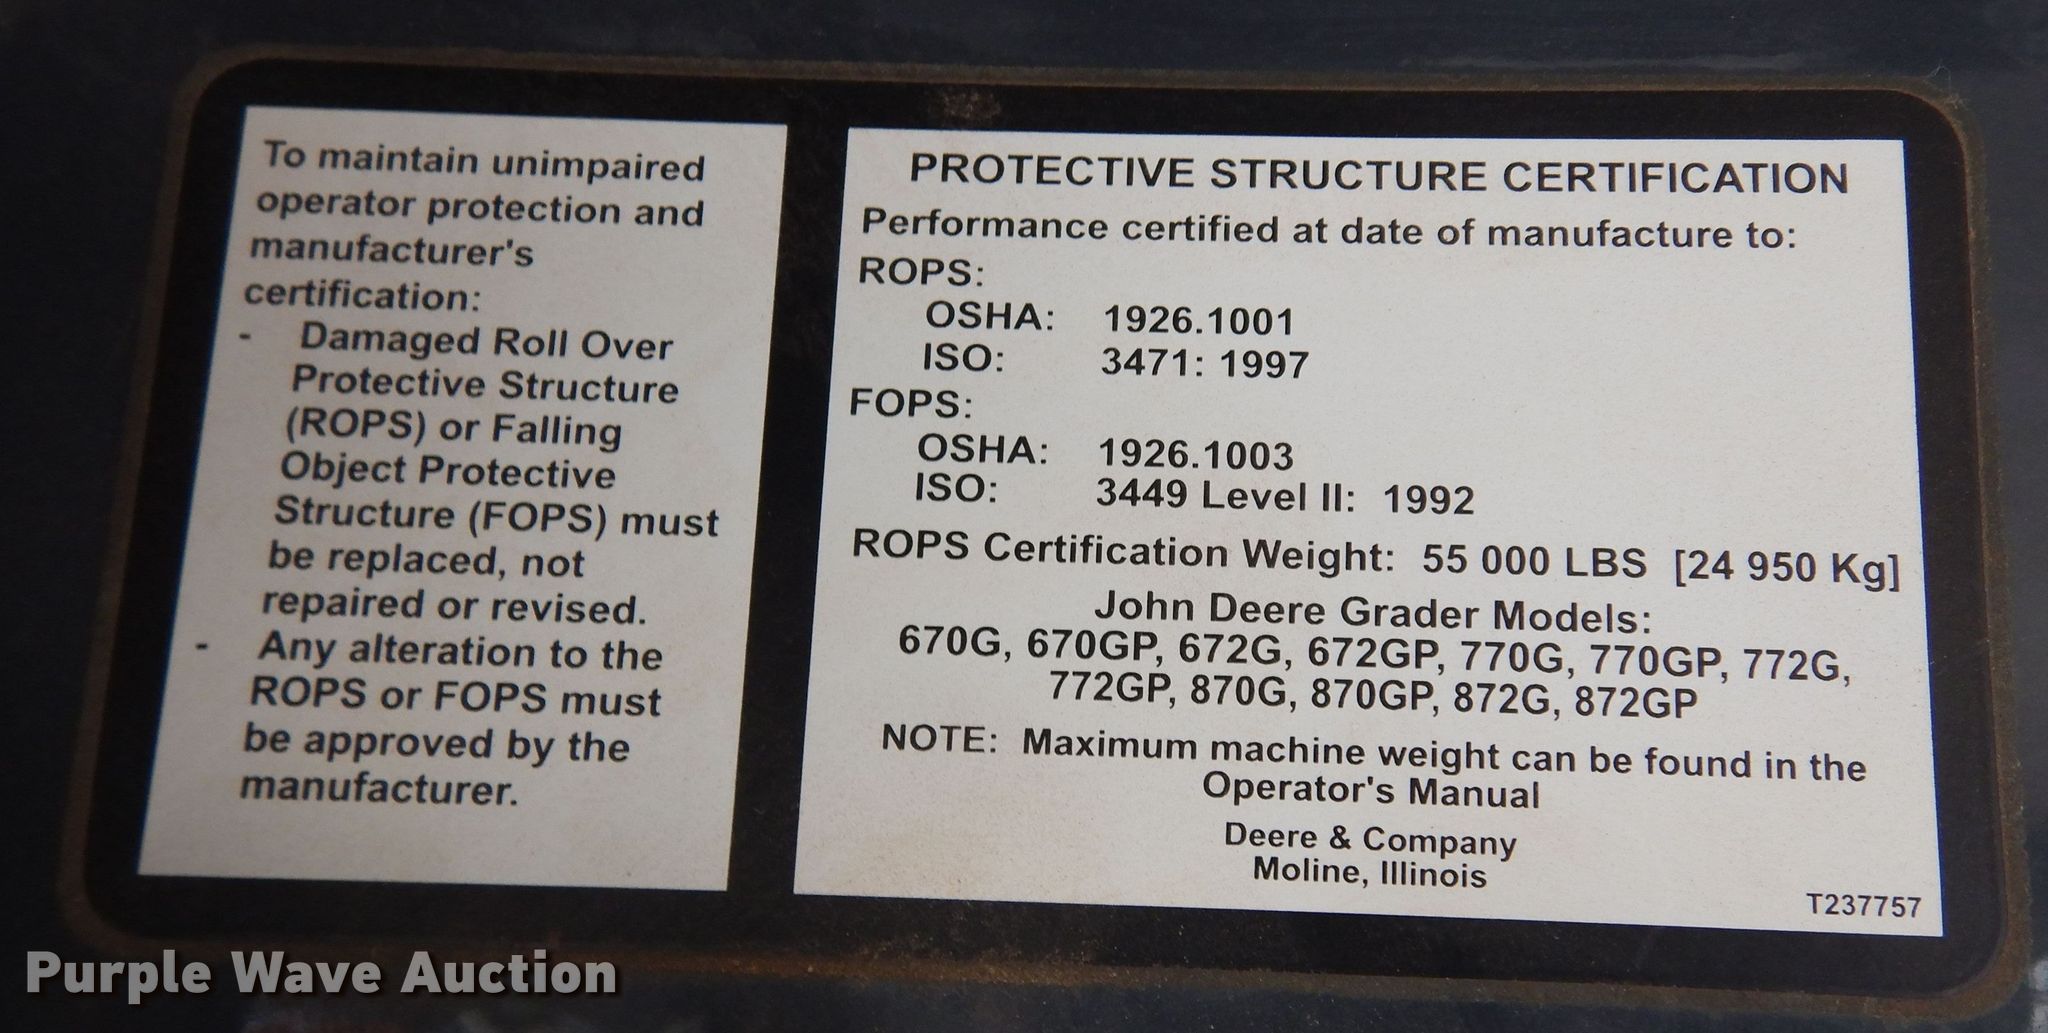 To maintain unimpaired
operator protection and
manufacturer's
certification:
- Damaged Roll Over
Protective Structure
(ROPS) or Falling
Object Protective
Structure (FOPS) must
be replaced, not
repaired or revised.
- Any alteration to the
ROPS or FOPS must
be approved by the
manufacturer.
PROTECTIVE STRUCTURE CERTIFICATION
Performance certified at date of manufacture to:
ROPS:
OSHA: 1926.1001
ISO: 3471: 1997
FOPS:
OSHA: 1926.1003
ISO: 3449 Level II: 1992
ROPS Certification Weight: 55 000 LBS [24 950 Kg]
John Deere Grader Models:
670G, 670GP, 672G, 672GP, 770G, 770GP, 772G,
772GP, 870G, 870GP, 872G, 872GP
NOTE: Maximum machine weight can be found in the
Operator's Manual
Deere & Company
Moline, Illinois
T237757
Purple Wave Auction